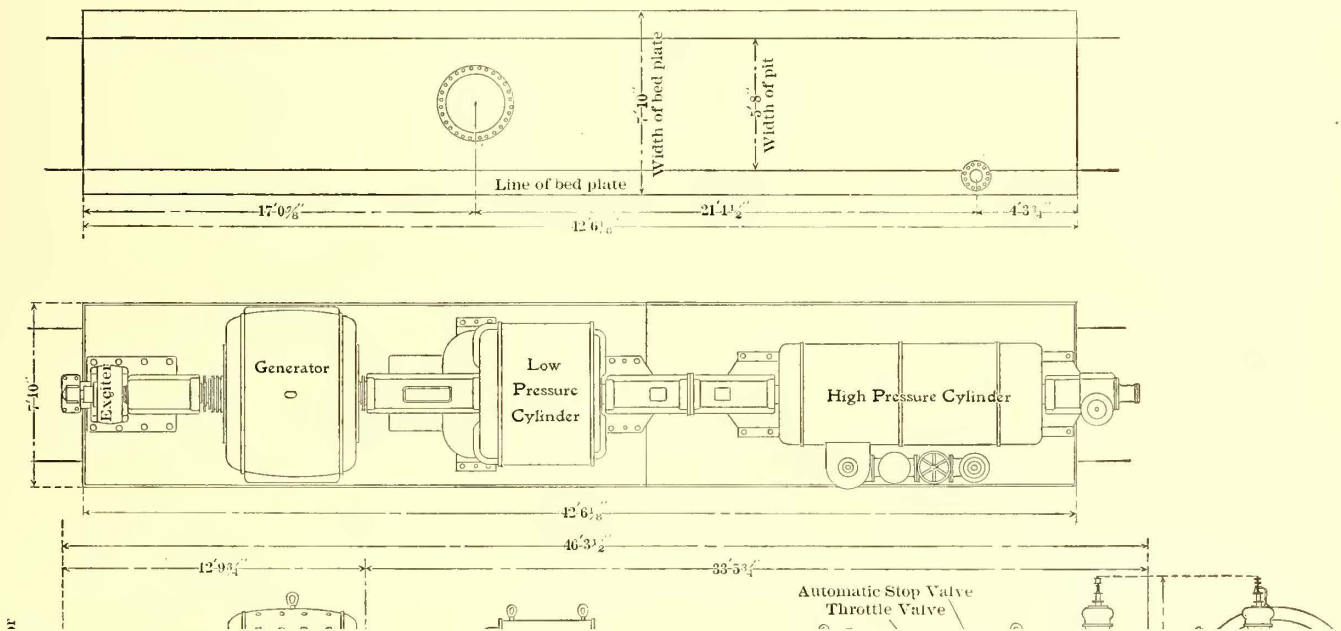 7'-10"
Width of bed plate
5'-8"
Width of pit
Line of bed plate
17'0⅞"
21'1½"
4'3¾"
42'6⅛"
7'-10"
Exciter
Generator
Low
Pressure
Cylinder
High Pressure Cylinder
42'6⅛"
46'3½"
12'9¾"
33'5¾"
Automatic Stop Valve
Throttle Valve